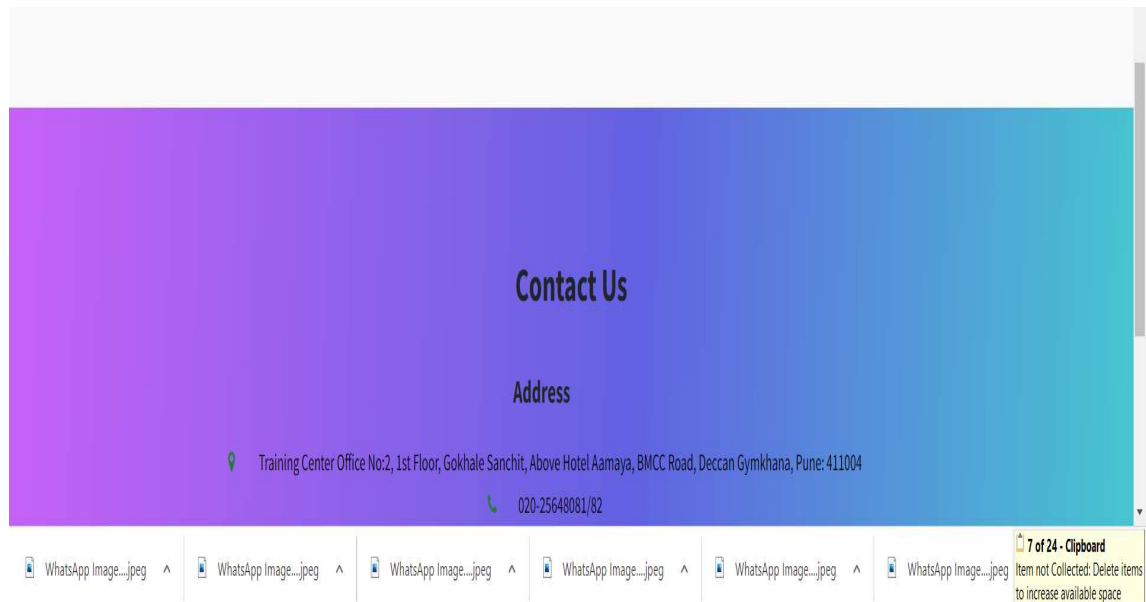 Contact Us
Address
Training Center Office No:2, 1st Floor, Gokhale Sanchit, Above Hotel Aamaya, BMCC Road, Deccan Gymkhana, Pune: 411004
020-25648081/82
WhatsApp Image....jpeg WhatsApp Image....jpeg WhatsApp Image....jpeg WhatsApp Image....jpeg WhatsApp Image....jpeg WhatsApp Image....jpeg
7 of 24 - Clipboard
Item not Collected: Delete items
to increase available space